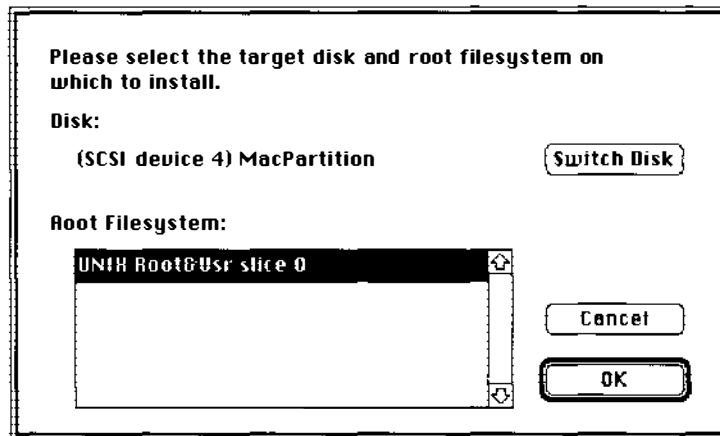 Please select the target disk and root filesystem on
which to install.
Disk:
(SCSI device 4) MacPartition
Switch Disk
Root Filesystem:
UNIX Root&Usr slice 0
Cancel
OK